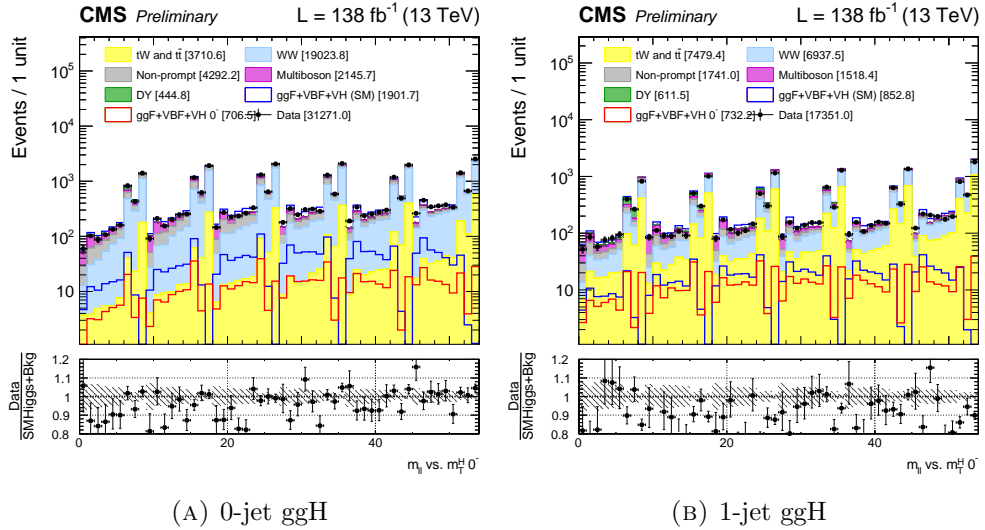 CMS Preliminary L = 138 fb⁻¹ (13 TeV)
Events / 1 unit
tW and tt̄ [3710.6]
WW [19023.8]
Non-prompt [4292.2]
Multiboson [2145.7]
DY [444.8]
ggF+VBF+VH (SM) [1901.7]
ggF+VBF+VH 0⁻ [706.5]
Data [31271.0]
10⁵
10⁴
10³
10²
10
Data
SMHiggs+Bkg
1.2
1.1
1
0.9
0.8
0 20 40
m_ll vs. m_T^H 0⁻
(A) 0-jet ggH
CMS Preliminary L = 138 fb⁻¹ (13 TeV)
Events / 1 unit
tW and tt̄ [7479.4]
WW [6937.5]
Non-prompt [1741.0]
Multiboson [1518.4]
DY [611.5]
ggF+VBF+VH (SM) [852.8]
ggF+VBF+VH 0⁻ [732.2]
Data [17351.0]
10⁵
10⁴
10³
10²
10
Data
SMHiggs+Bkg
1.2
1.1
1
0.9
0.8
0 20 40
m_ll vs. m_T^H 0⁻
(B) 1-jet ggH